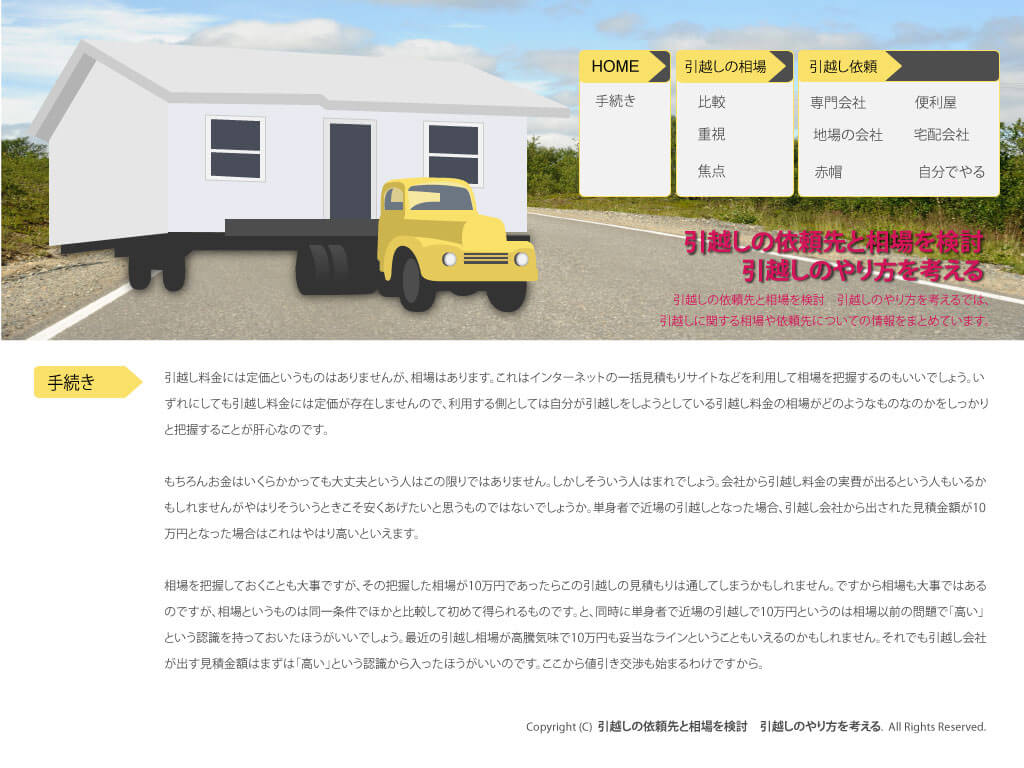 HOME
引越しの相場
引越し依頼
手続き
比較
専門会社
便利屋
重視
地場の会社
宅配会社
焦点
赤帽
自分でやる
引越しの依頼先と相場を検討
引越しのやり方を考える
引越しの依頼先と相場を検討　引越しのやり方を考えるでは、
引越しに関する相場や依頼先についての情報をまとめています。
手続き
引越し料金には定価というものはありませんが、相場はあります。これはインターネットの一括見積もりサイトなどを利用して相場を把握するのもいいでしょう。い
ずれにしても引越し料金には定価が存在しませんので、利用する側としては自分が引越しをしようとしている引越し料金の相場がどのようなものなのかをしっかり
と把握することが肝心なのです。
もちろんお金はいくらかかっても大丈夫という人はこの限りではありません。しかしそういう人はまれでしょう。会社から引越し料金の実費が出るという人もいるか
もしれませんがやはりそういうときこそ安くあげたいと思うものではないでしょうか。単身者で近場の引越しとなった場合、引越し会社から出された見積金額が10
万円となった場合はこれはやはり高いといえます。
相場を把握しておくことも大事ですが、その把握した相場が10万円であったらこの引越しの見積もりは通してしまうかもしれません。ですから相場も大事ではある
のですが、相場というものは同一条件でほかと比較して初めて得られるものです。と、同時に単身者で近場の引越しで10万円というのは相場以前の問題で「高い」
という認識を持っておいたほうがいいでしょう。最近の引越し相場が高騰気味で10万円も妥当なラインということもいえるのかもしれません。それでも引越し会社
が出す見積金額はまずは「高い」という認識から入ったほうがいいのです。ここから値引き交渉も始まるわけですから。
Copyright (C) 引越しの依頼先と相場を検討　引越しのやり方を考える. All Rights Reserved.